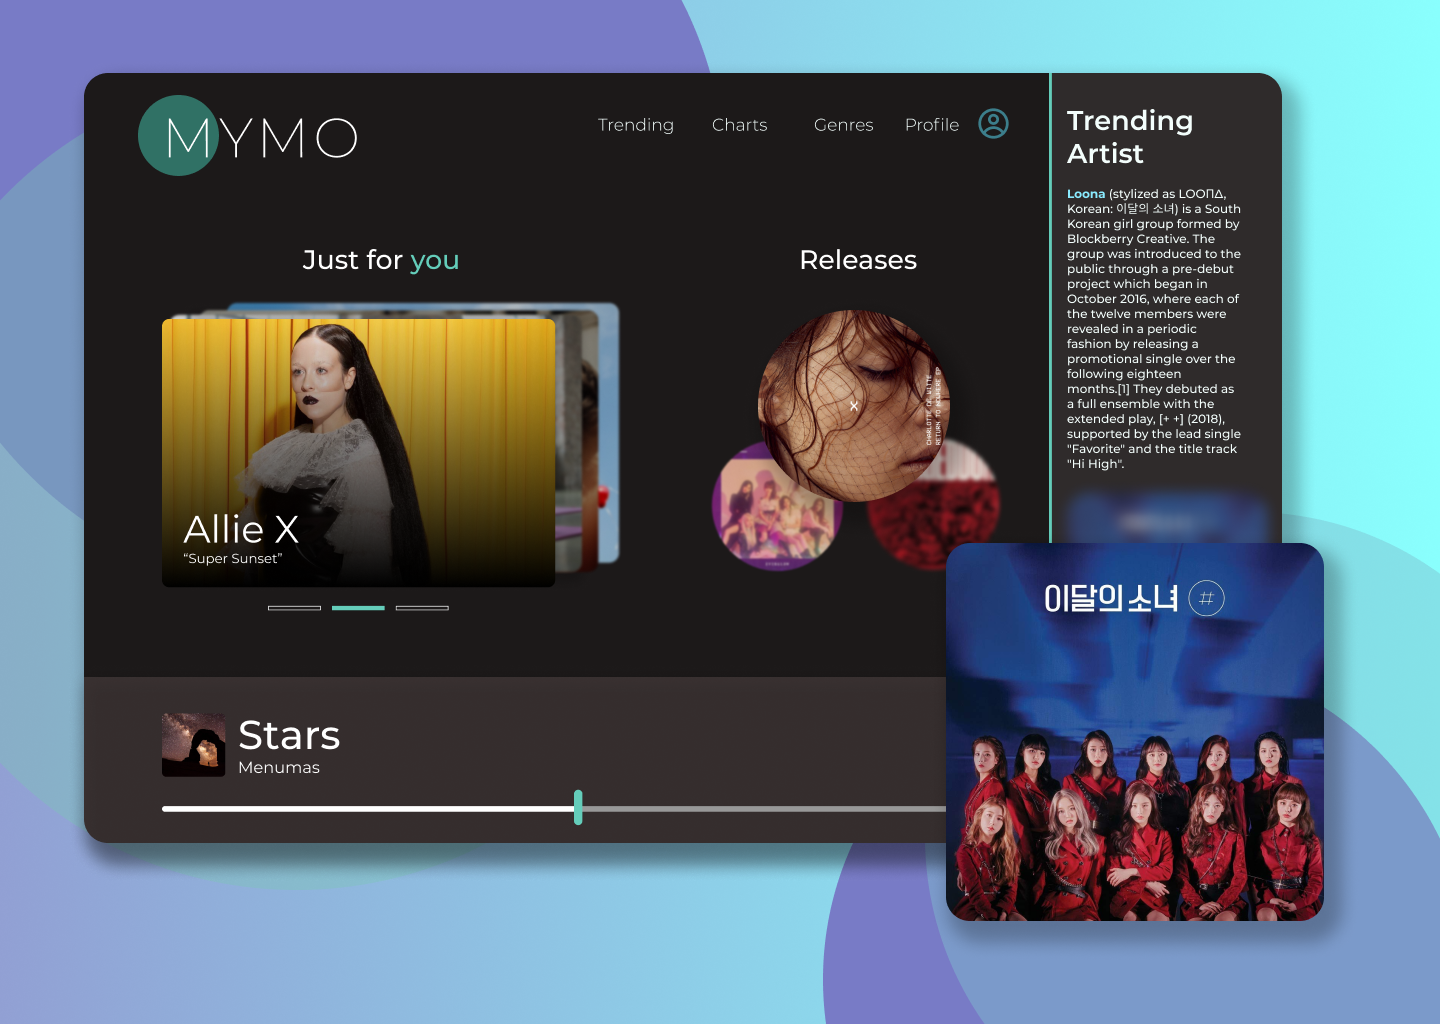 MYMO
Trending
Charts
Genres
Profile
Just for you
Allie X
“Super Sunset”
Releases
CHARLOTTE DE WITTE
RETURN TO NOWHERE EP
X
Trending
Artist
Loona (stylized as LOOΠΔ,
Korean: 이달의 소녀) is a South
Korean girl group formed by
Blockberry Creative. The
group was introduced to the
public through a pre-debut
project which began in
October 2016, where each of
the twelve members were
revealed in a periodic
fashion by releasing a
promotional single over the
following eighteen
months.[1] They debuted as
a full ensemble with the
extended play, [+ +] (2018),
supported by the lead single
"Favorite" and the title track
"Hi High".
이달의 소녀 #
Stars
Menumas